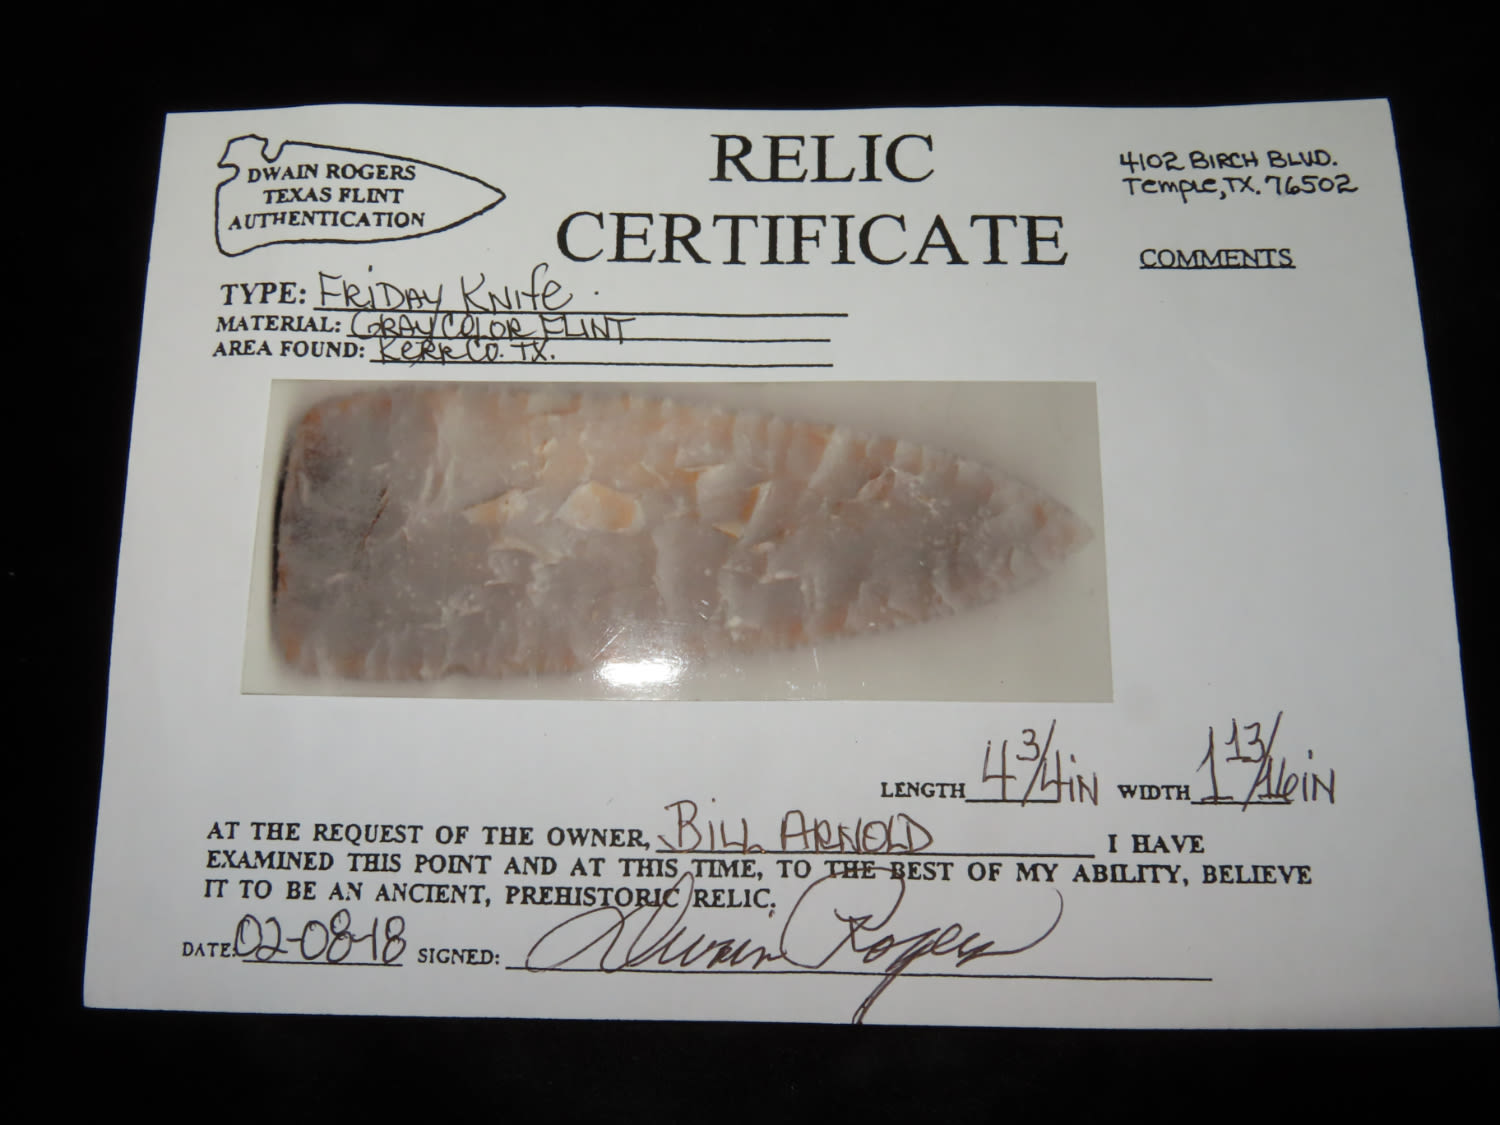 DWAIN ROGERS
TEXAS FLINT
AUTHENTICATION
RELIC
CERTIFICATE
4102 BIRCH BLVD.
Temple, TX. 76502
COMMENTS
TYPE: FRIDAY KNIFE.
MATERIAL: GRAY COLOR FLINT
AREA FOUND: KERR CO. TX.
LENGTH 4 3/4 IN WIDTH 1 13/16 IN
AT THE REQUEST OF THE OWNER, BILL ARNOLD I HAVE
EXAMINED THIS POINT AND AT THIS TIME, TO THE BEST OF MY ABILITY, BELIEVE
IT TO BE AN ANCIENT, PREHISTORIC RELIC.
DATE: 02-08-18 SIGNED: Dwain Rogers